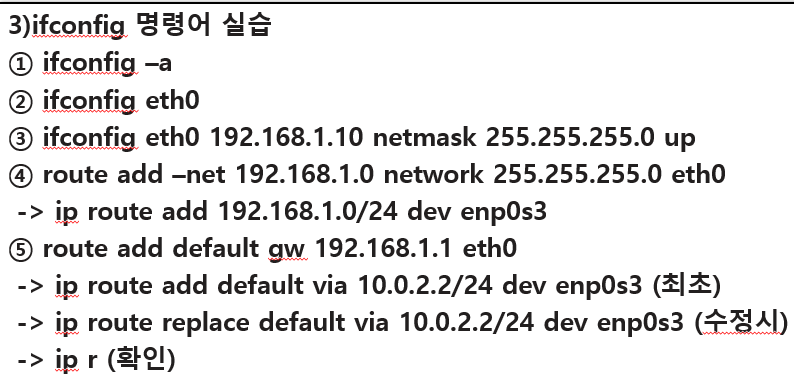 3)ifconfig 명령어 실습
① ifconfig –a
② ifconfig eth0
③ ifconfig eth0 192.168.1.10 netmask 255.255.255.0 up
④ route add –net 192.168.1.0 network 255.255.255.0 eth0
-> ip route add 192.168.1.0/24 dev enp0s3
⑤ route add default gw 192.168.1.1 eth0
-> ip route add default via 10.0.2.2/24 dev enp0s3 (최초)
-> ip route replace default via 10.0.2.2/24 dev enp0s3 (수정시)
-> ip r (확인)